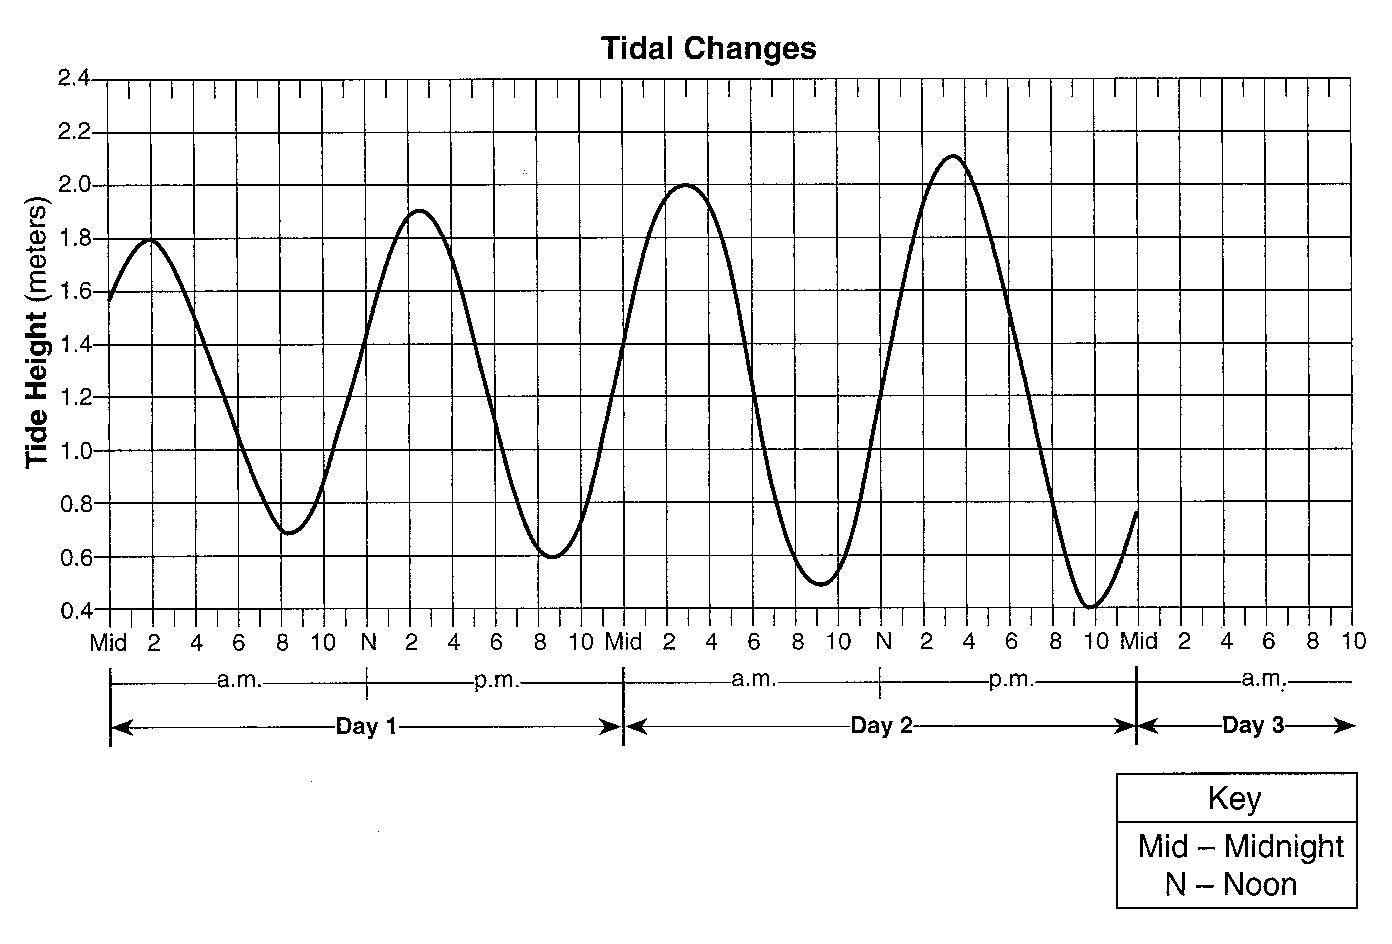 Tidal Changes
Tide Height (meters)
2.4
2.2
2.0
1.8
1.6
1.4
1.2
1.0
0.8
0.6
0.4
Mid 2 4 6 8 10 N 2 4 6 8 10 Mid 2 4 6 8 10 N 2 4 6 8 10 Mid 2 4 6 8 10
a.m. p.m. a.m. p.m. a.m.
Day 1 Day 2 Day 3
Key
Mid – Midnight
N – Noon